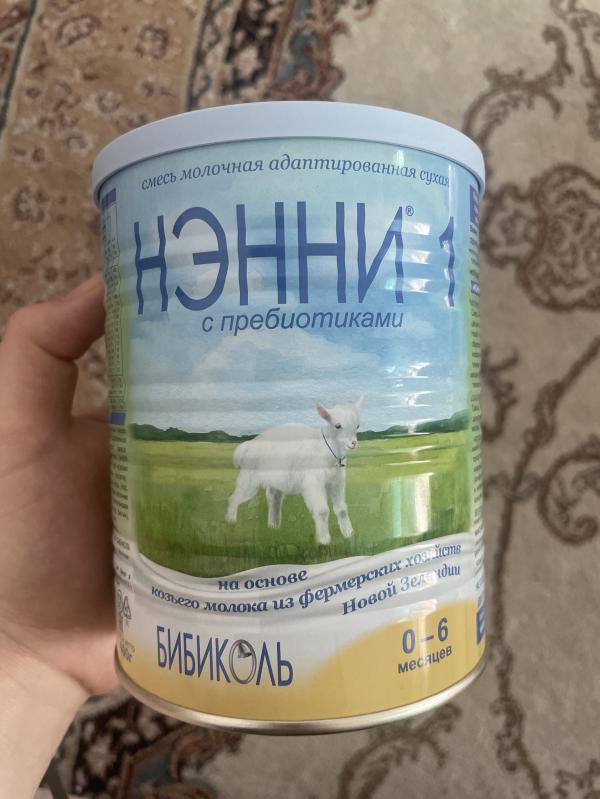 смесь молочная адаптированная сухая
НЭННИ® 1
с пребиотиками
на основе
козьего молока из фермерских хозяйств
Новой Зеландии
БИБИКОЛЬ
0–6
месяцев